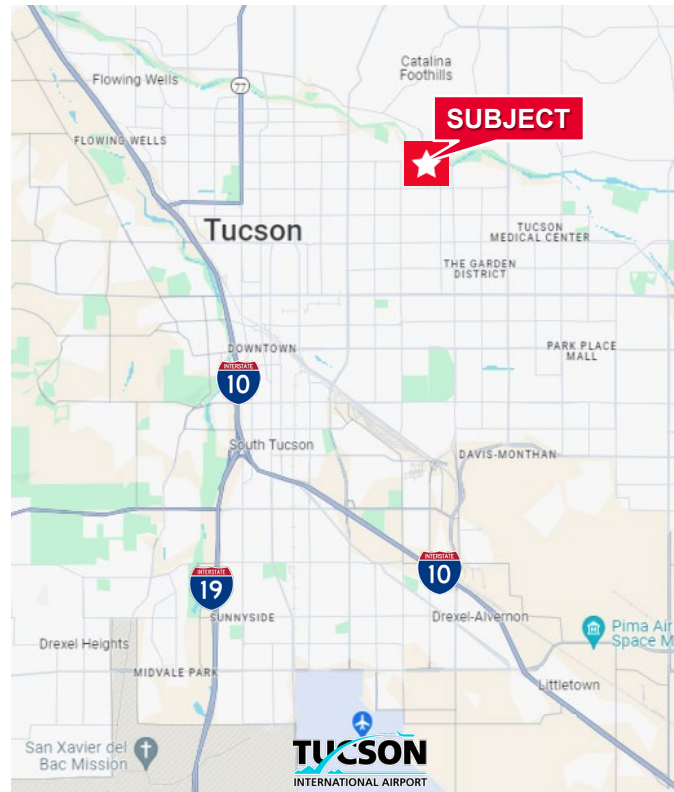 Catalina
Foothills
Flowing Wells
77
SUBJECT
FLOWING WELLS
Tucson
TUCSON
MEDICAL CENTER
THE GARDEN
DISTRICT
DOWNTOWN
PARK PLACE
MALL
INTERSTATE
10
South Tucson
DAVIS-MONTHAN
INTERSTATE
10
INTERSTATE
19
SUNNYSIDE
Drexel-Alvernon
Pima Air
Space M
Drexel Heights
MIDVALE PARK
Littletown
San Xavier del
Bac Mission
TUCSON
INTERNATIONAL AIRPORT